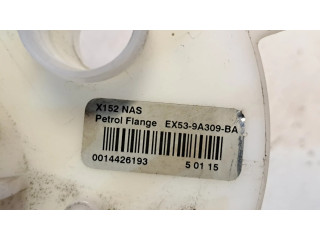 X152 NAS
Petrol Flange EX53-9A309-BA
0014426193 5 01 15